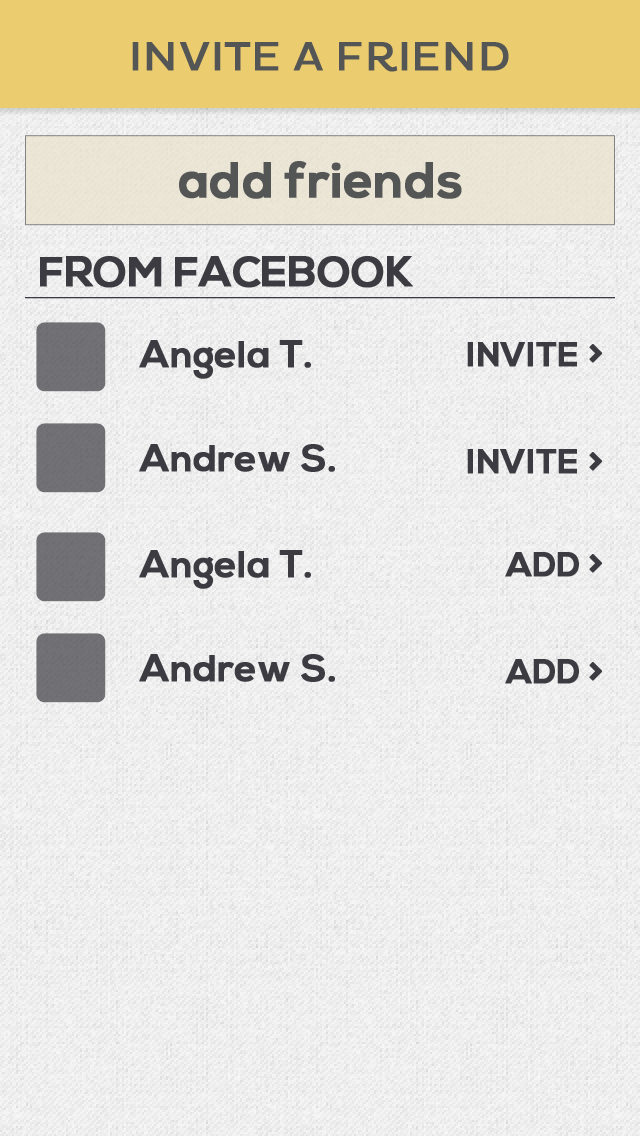 INVITE A FRIEND
add friends
FROM FACEBOOK
Angela T. INVITE >
Andrew S. INVITE >
Angela T. ADD >
Andrew S. ADD >